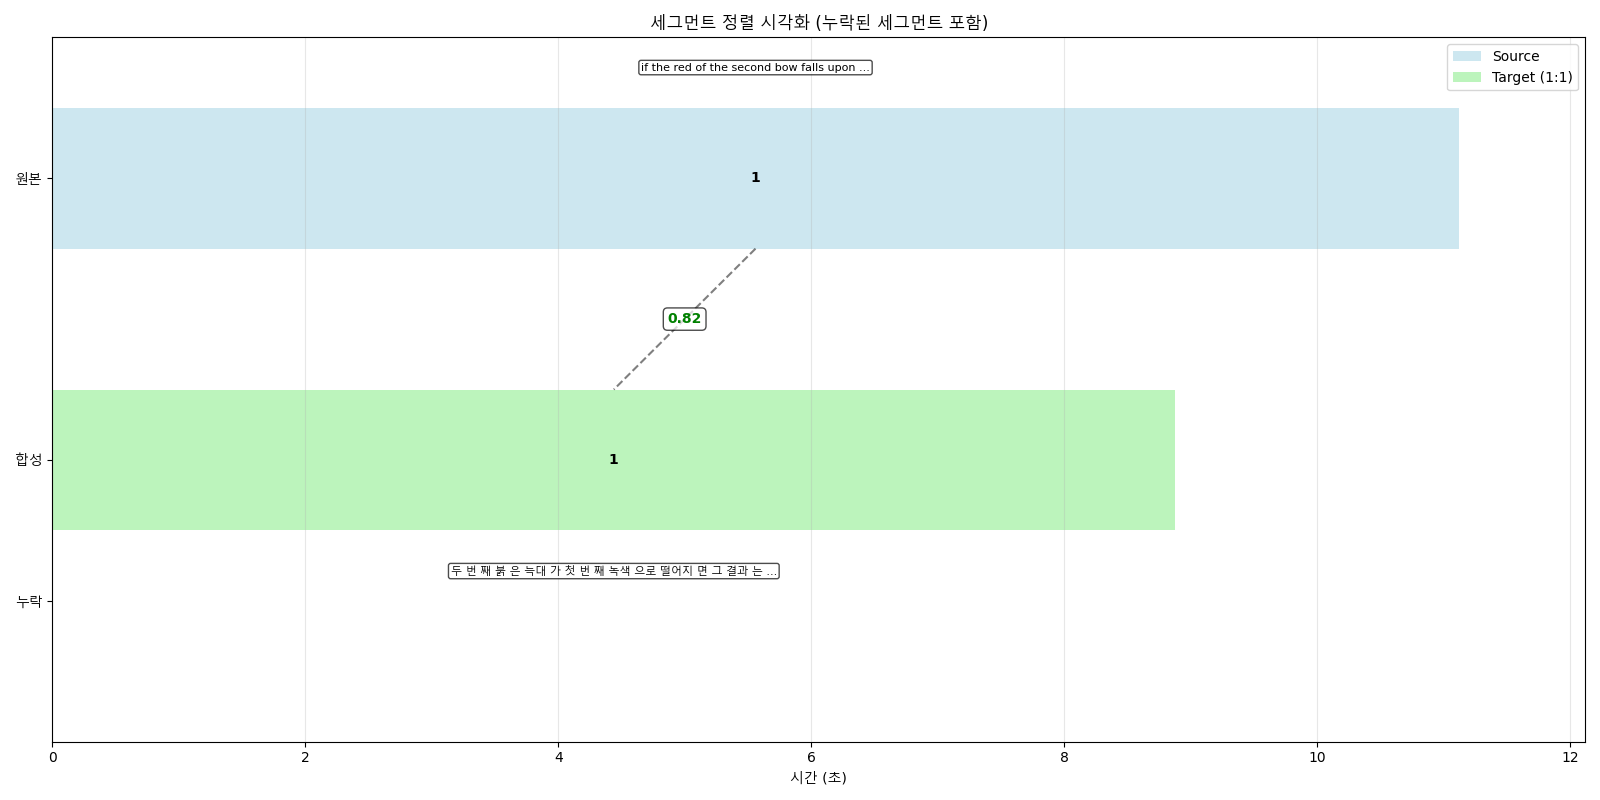 세그먼트 정렬 시각화 (누락된 세그먼트 포함)
if the red of the second bow falls upon ...
Source
Target (1:1)
원본
1
0.82
합성
1
두 번 째 붉 은 늑대 가 첫 번 째 녹색 으로 떨어지 면 그 결과 는 ...
누락
0 2 4 6 8 10 12
시간 (초)